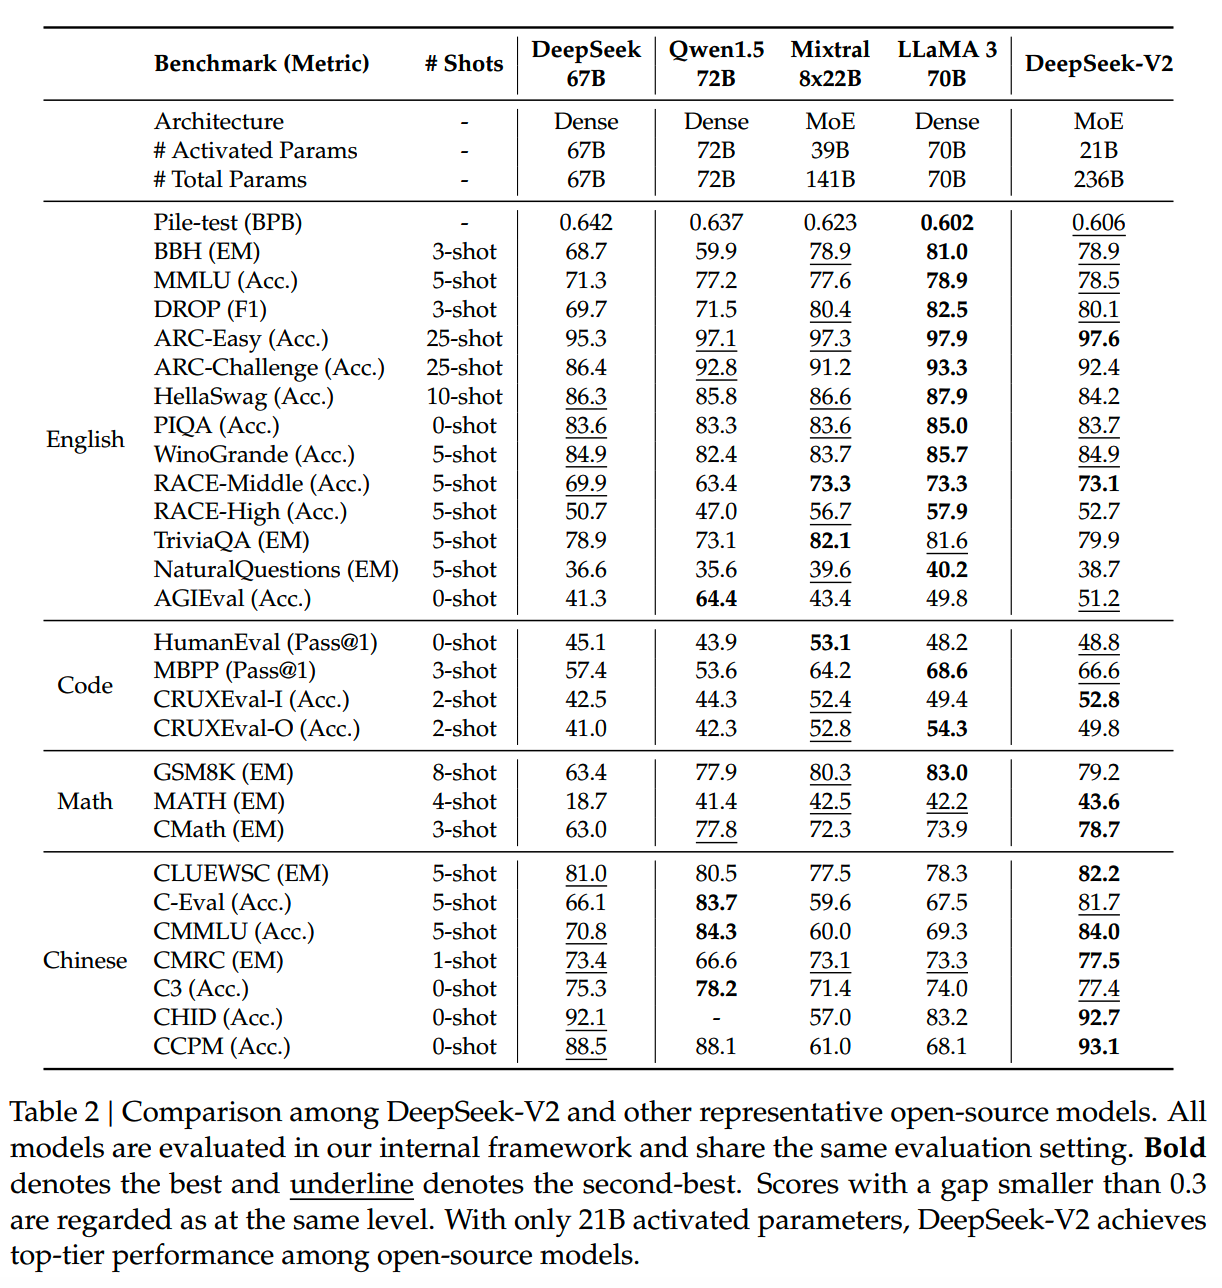 Benchmark (Metric) # Shots DeepSeek 67B Qwen1.5 72B Mixtral 8x22B LLaMA 3 70B DeepSeek-V2
Architecture - Dense Dense MoE Dense MoE
# Activated Params - 67B 72B 39B 70B 21B
# Total Params - 67B 72B 141B 70B 236B
English
Pile-test (BPB) - 0.642 0.637 0.623 0.602 0.606
BBH (EM) 3-shot 68.7 59.9 78.9 81.0 78.9
MMLU (Acc.) 5-shot 71.3 77.2 77.6 78.9 78.5
DROP (F1) 3-shot 69.7 71.5 80.4 82.5 80.1
ARC-Easy (Acc.) 25-shot 95.3 97.1 97.3 97.9 97.6
ARC-Challenge (Acc.) 25-shot 86.4 92.8 91.2 93.3 92.4
HellaSwag (Acc.) 10-shot 86.3 85.8 86.6 87.9 84.2
PIQA (Acc.) 0-shot 83.6 83.3 83.6 85.0 83.7
WinoGrande (Acc.) 5-shot 84.9 82.4 83.7 85.7 84.9
RACE-Middle (Acc.) 5-shot 69.9 63.4 73.3 73.3 73.1
RACE-High (Acc.) 5-shot 50.7 47.0 56.7 57.9 52.7
TriviaQA (EM) 5-shot 78.9 73.1 82.1 81.6 79.9
NaturalQuestions (EM) 5-shot 36.6 35.6 39.6 40.2 38.7
AGIEval (Acc.) 0-shot 41.3 64.4 43.4 49.8 51.2
Code
HumanEval (Pass@1) 0-shot 45.1 43.9 53.1 48.2 48.8
MBPP (Pass@1) 3-shot 57.4 53.6 64.2 68.6 66.6
CRUXEval-I (Acc.) 2-shot 42.5 44.3 52.4 49.4 52.8
CRUXEval-O (Acc.) 2-shot 41.0 42.3 52.8 54.3 49.8
Math
GSM8K (EM) 8-shot 63.4 77.9 80.3 83.0 79.2
MATH (EM) 4-shot 18.7 41.4 42.5 42.2 43.6
CMath (EM) 3-shot 63.0 77.8 72.3 73.9 78.7
Chinese
CLUEWSC (EM) 5-shot 81.0 80.5 77.5 78.3 82.2
C-Eval (Acc.) 5-shot 66.1 83.7 59.6 67.5 81.7
CMMLU (Acc.) 5-shot 70.8 84.3 60.0 69.3 84.0
CMRC (EM) 1-shot 73.4 66.6 73.1 73.3 77.5
C3 (Acc.) 0-shot 75.3 78.2 71.4 74.0 77.4
CHID (Acc.) 0-shot 92.1 - 57.0 83.2 92.7
CCPM (Acc.) 0-shot 88.5 88.1 61.0 68.1 93.1
Table 2 | Comparison among DeepSeek-V2 and other representative open-source models. All
models are evaluated in our internal framework and share the same evaluation setting. Bold
denotes the best and underline denotes the second-best. Scores with a gap smaller than 0.3
are regarded as at the same level. With only 21B activated parameters, DeepSeek-V2 achieves
top-tier performance among open-source models.